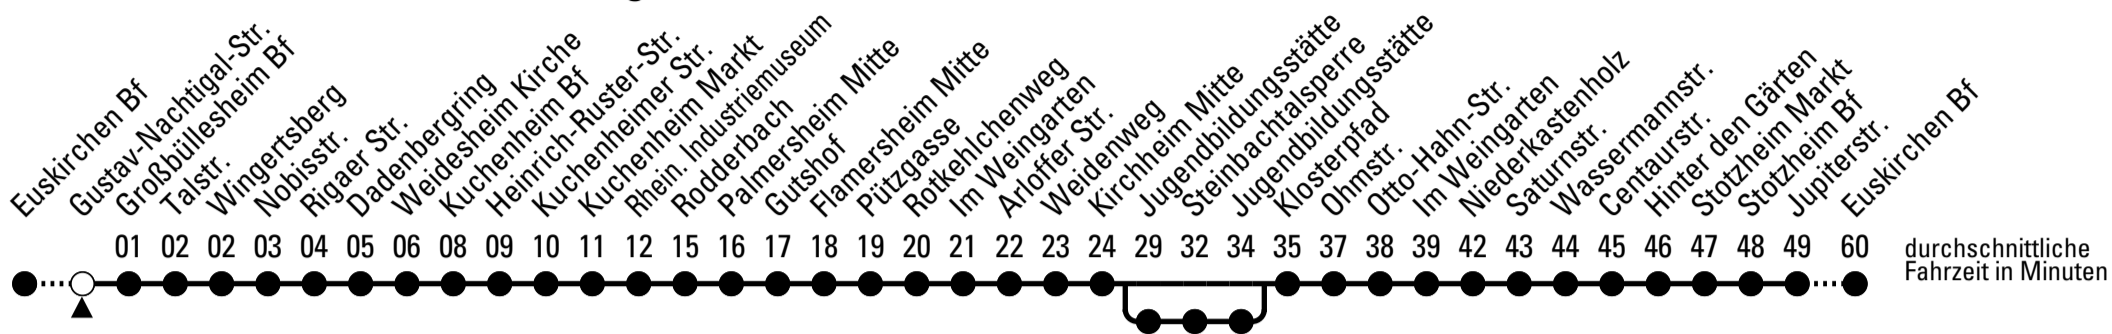 Euskirchen Bf
Gustav-Nachtigal-Str.
Großbüllesheim Bf
Talstr.
Wingertsberg
Nobisstr.
Rigaer Str.
Dadenbergring
Weidesheim Kirche
Kuchenheim Bf
Heinrich-Ruster-Str.
Kuchenheimer Str.
Kuchenheim Markt
Rhein. Industriemuseum
Rodderbach
Palmersheim Mitte
Gutshof
Flamersheim Mitte
Pützgasse
Rotkehlchenweg
Im Weingarten
Arloffer Str.
Weidenweg
Kirchheim Mitte
Jugendbildungsstätte
Steinbachtalsperre
Jugendbildungsstätte
Klosterpfad
Ohmstr.
Otto-Hahn-Str.
Im Weingarten
Niederkastenholz
Saturnstr.
Wassermannstr.
Centaurstr.
Hinter den Gärten
Stotzheim Markt
Stotzheim Bf
Jupiterstr.
Euskirchen Bf
01 02 02 03 04 05 06 08 09 10 11 12 15 16 17 18 19 20 21 22 23 24 29 32 34 35 37 38 39 42 43 44 45 46 47 48 49 60
durchschnittliche
Fahrzeit in Minuten